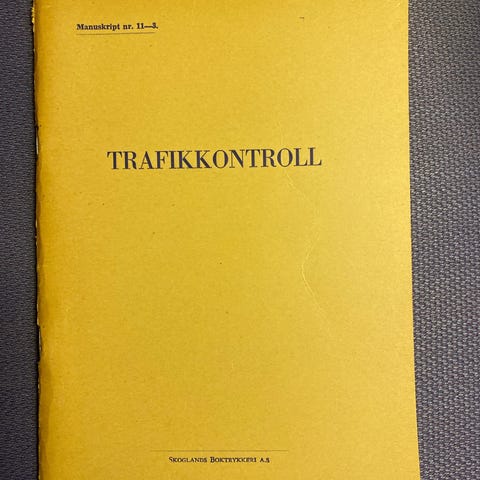 Manuskript nr. 11—3.
TRAFIKKONTROLL
SKOGLANDS BOKTRYKKERI A.S